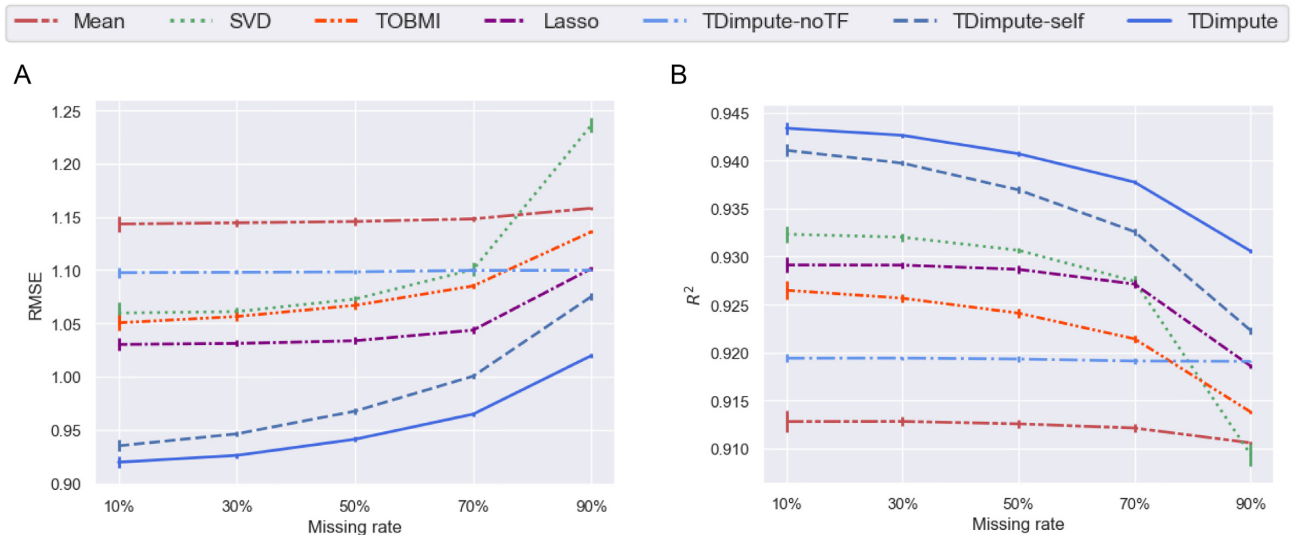 Mean SVD TOBMI Lasso TDimpute-noTF TDimpute-self TDimpute
A
B
1.25
1.20
1.15
1.10
1.05
1.00
0.95
0.90
RMSE
10% 30% 50% 70% 90%
Missing rate
0.945
0.940
0.935
0.930
0.925
0.920
0.915
0.910
R²
10% 30% 50% 70% 90%
Missing rate